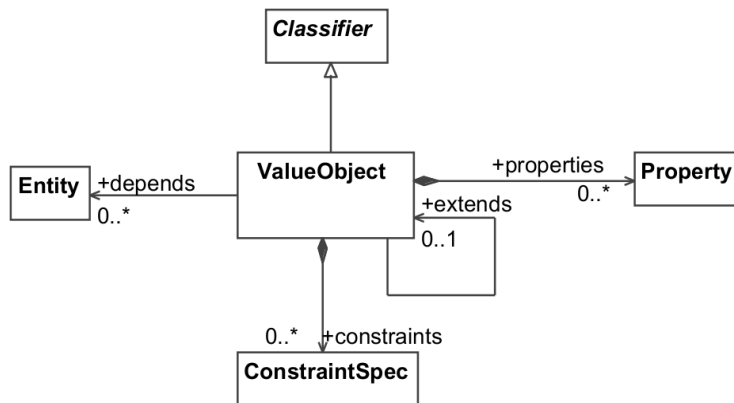 Classifier
ValueObject
Entity
+depends
0..*
+properties
0..*
Property
+extends
0..1
0..*
+constraints
ConstraintSpec